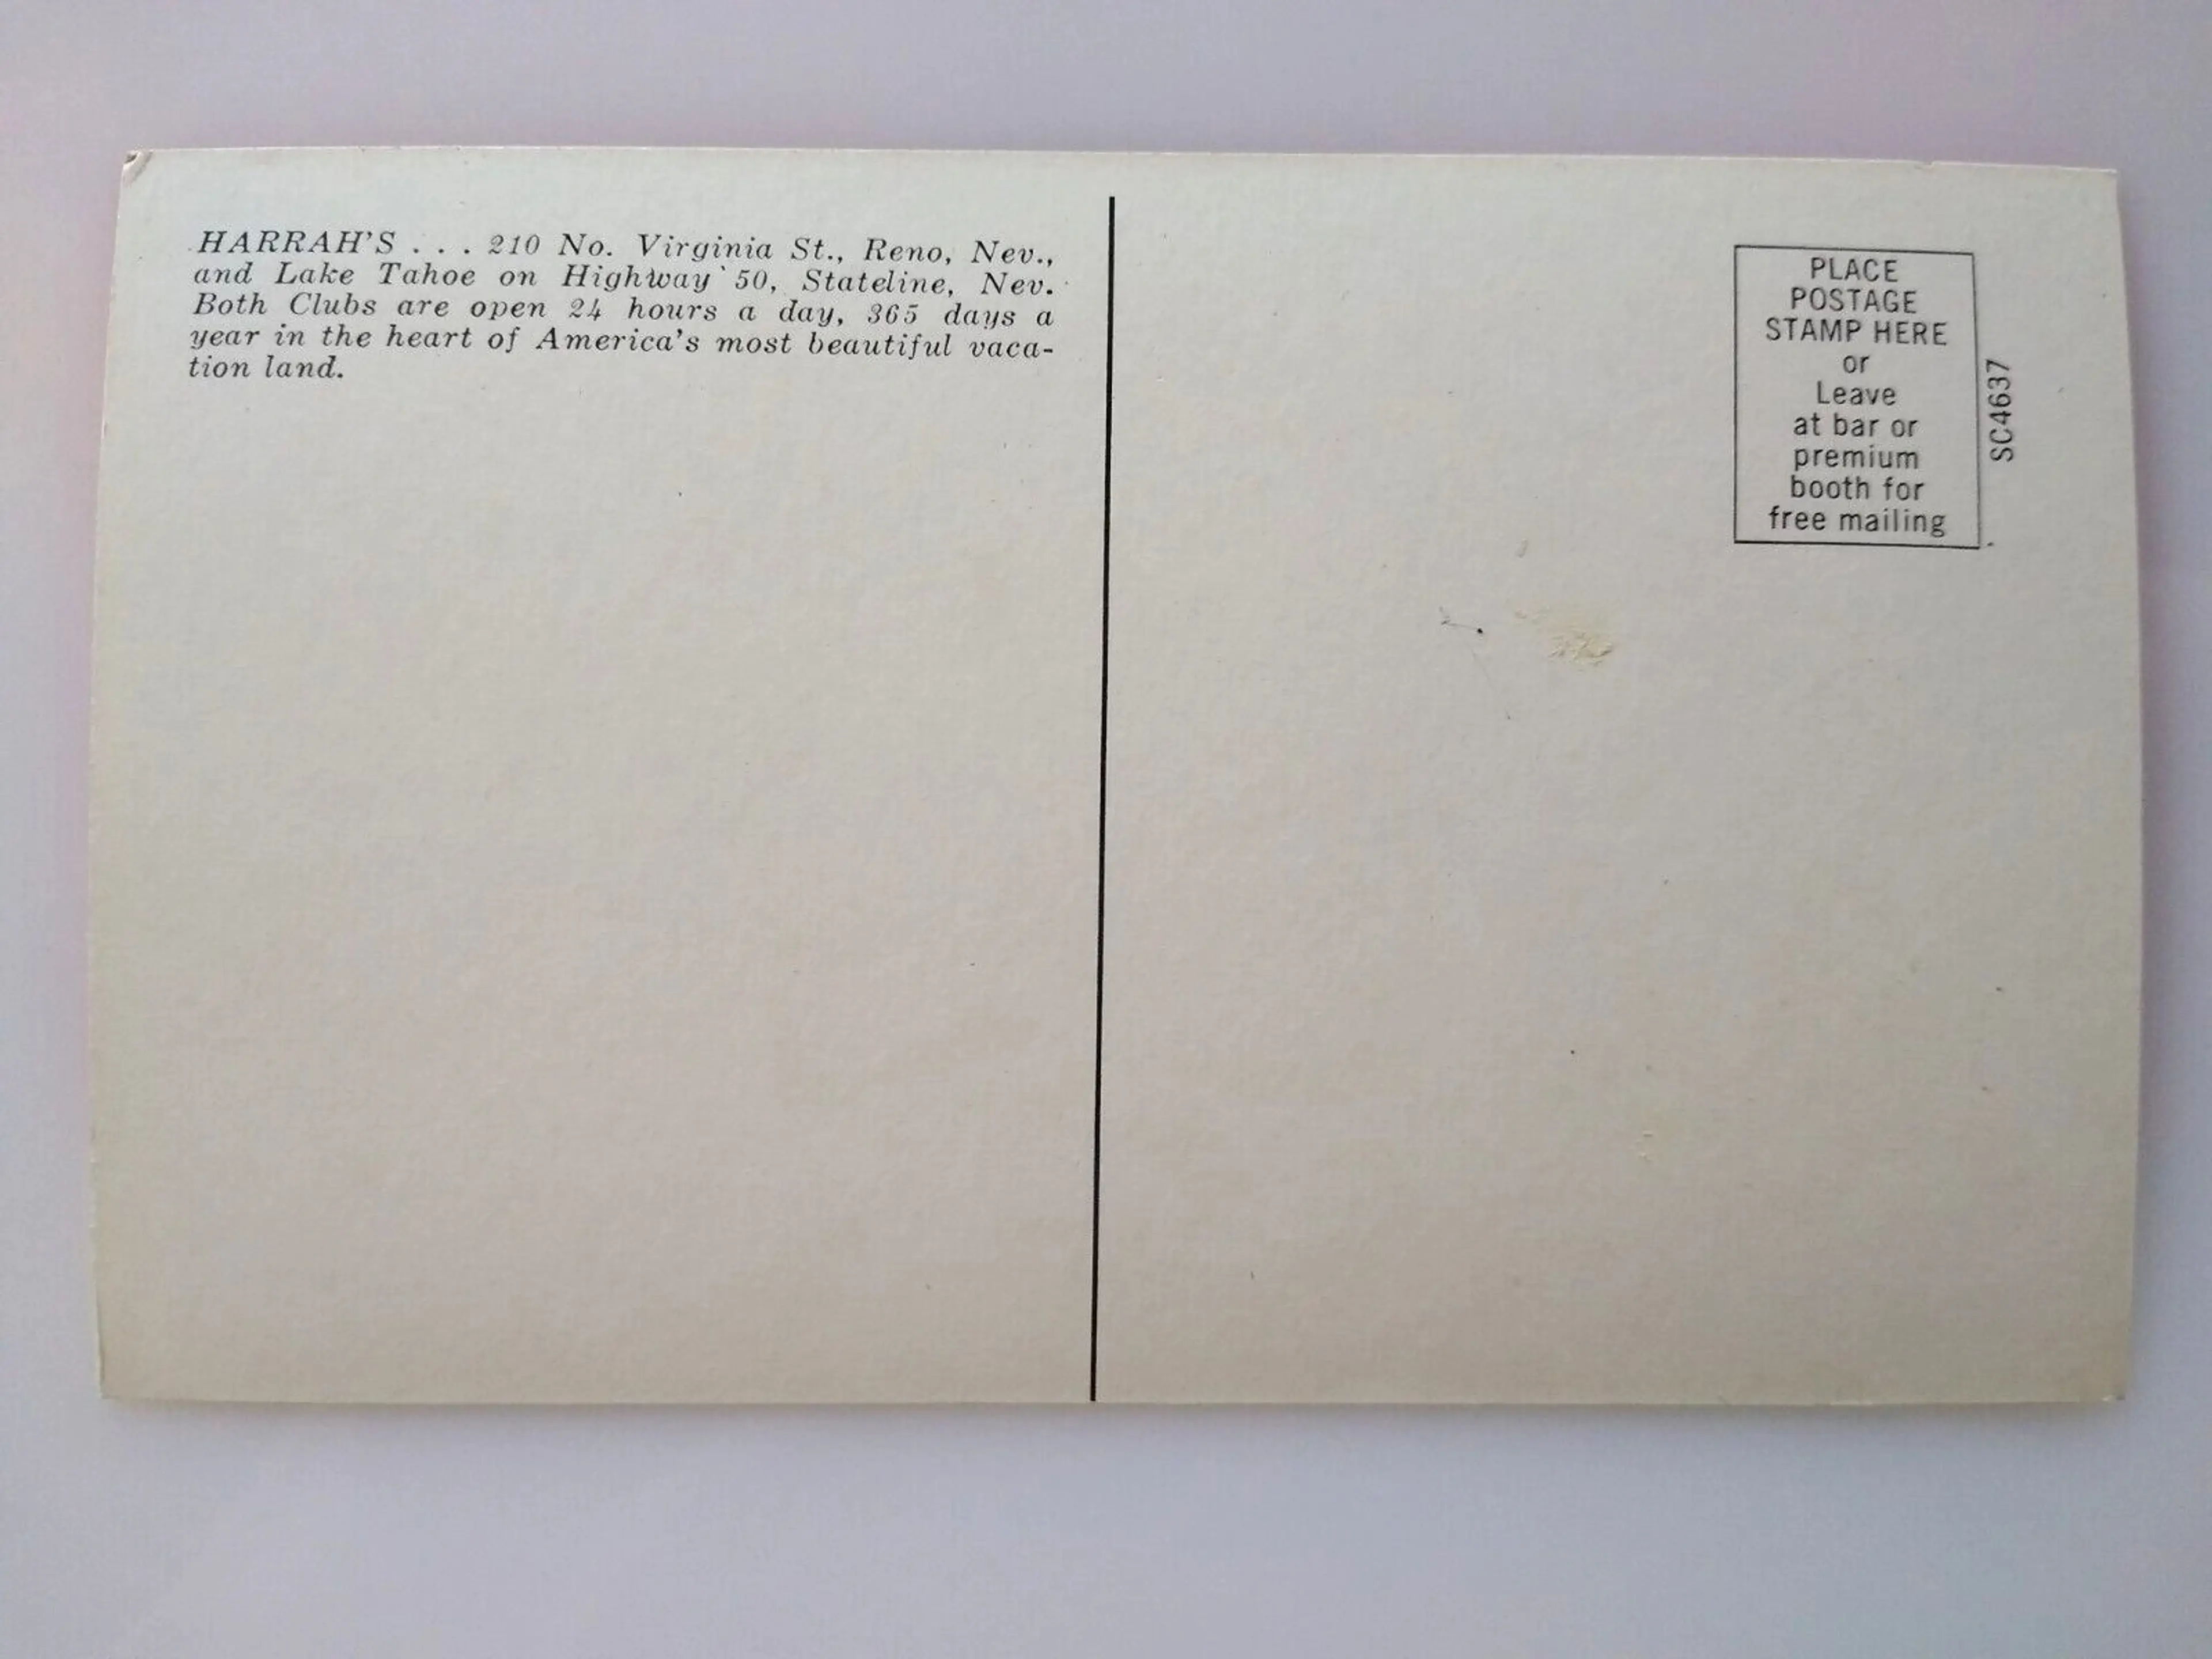 HARRAH'S . . . 210 No. Virginia St., Reno, Nev.,
and Lake Tahoe on Highway 50, Stateline, Nev.
Both Clubs are open 24 hours a day, 365 days a
year in the heart of America's most beautiful vaca-
tion land.
PLACE
POSTAGE
STAMP HERE
or
Leave
at bar or
premium
booth for
free mailing
SC4637